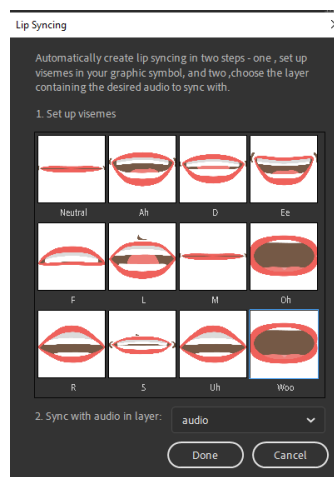 Lip Syncing
Automatically create lip syncing in two steps - one , set up
visemes in your graphic symbol, and two ,choose the layer
containing the desired audio to sync with.
1. Set up visemes
Neutral Ah D Ee
F L M Oh
R S Uh Woo
2. Sync with audio in layer: audio
Done Cancel